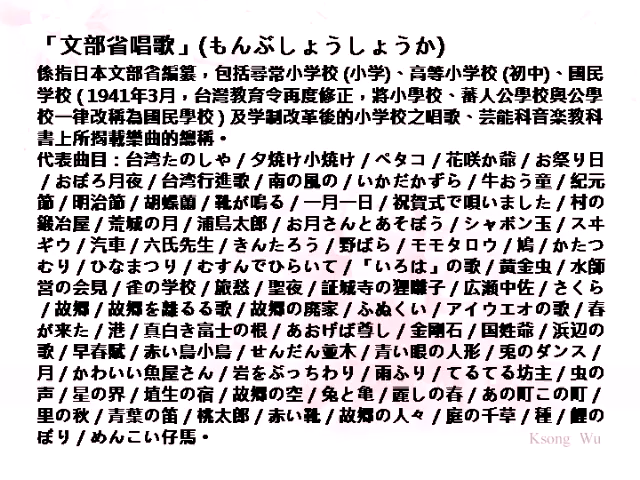 「文部省唱歌」(もんぶしょうしょうか)
係指日本文部省編纂，包括尋常小学校 (小学)、高等小学校 (初中)、國民
学校 ( 1941年3月，台灣教育令再度修正，將小學校、蕃人公學校與公學
校一律改稱為國民學校 ) 及学制改革後的小学校之唱歌、芸能科音楽教科
書上所揭載樂曲的總稱。
代表曲目：台湾たのしや / 夕焼け小焼け / ペタコ / 花咲か爺 / お祭り日
/ おぼろ月夜 / 台湾行進歌 / 南の風の / いかだかずら / 牛おう童 / 紀元
節 / 明治節 / 胡蝶蘭 / 靴が鳴る / 一月一日 / 祝賀式で唄いました / 村の
鍛冶屋 / 荒城の月 / 浦島太郎 / お月さんとあそぼう / シャボン玉 / スヰ
ギウ / 汽車 / 六氏先生 / きんたろう / 野ばら / モモタロウ / 鳩 / かたつ
むり / ひなまつり / むすんでひらいて / 「いろは」の歌 / 黃金虫 / 水師
営の会見 / 雀の学校 / 旅愁 / 聖夜 / 証城寺の狸囃子 / 広瀬中佐 / さくら
/ 故郷 / 故郷を離るる歌 / 故郷の廃家 / ふぬくい / アイウエオの歌 / 春
が来た / 港 / 真白き富士の根 / あおげば尊し / 金剛石 / 国姓爺 / 浜辺の
歌 / 早春賦 / 赤い鳥小鳥 / せんだん並木 / 青い眼の人形 / 兎のダンス /
月 / かわいい魚屋さん / 岩をぶっちわり / 雨ふり / てるてる坊主 / 虫の
声 / 星の界 / 埴生の宿 / 故郷の空 / 兔と亀 / 麗しの春 / あの町この町 /
里の秋 / 青葉の笛 / 桃太郎 / 赤い靴 / 故郷の人々 / 庭の千草 / 種 / 鯉の
ぼり / めんこい仔馬。
Ksong Wu